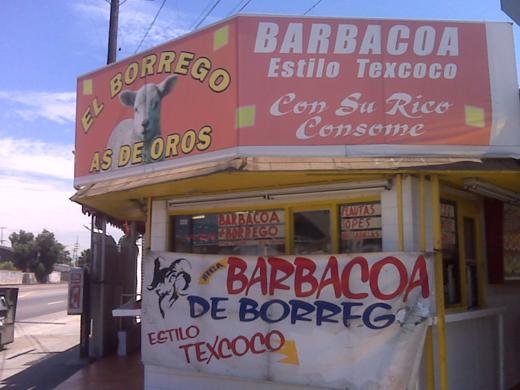 EL BORREGO
AS DE OROS
BARBACOA
Estilo Texcoco
Con Su Rico
Consome
BARBACOA
BORREGO
FLAUTAS
RICA
BARBACOA
DE BORREG
ESTILO
TEXCOCO